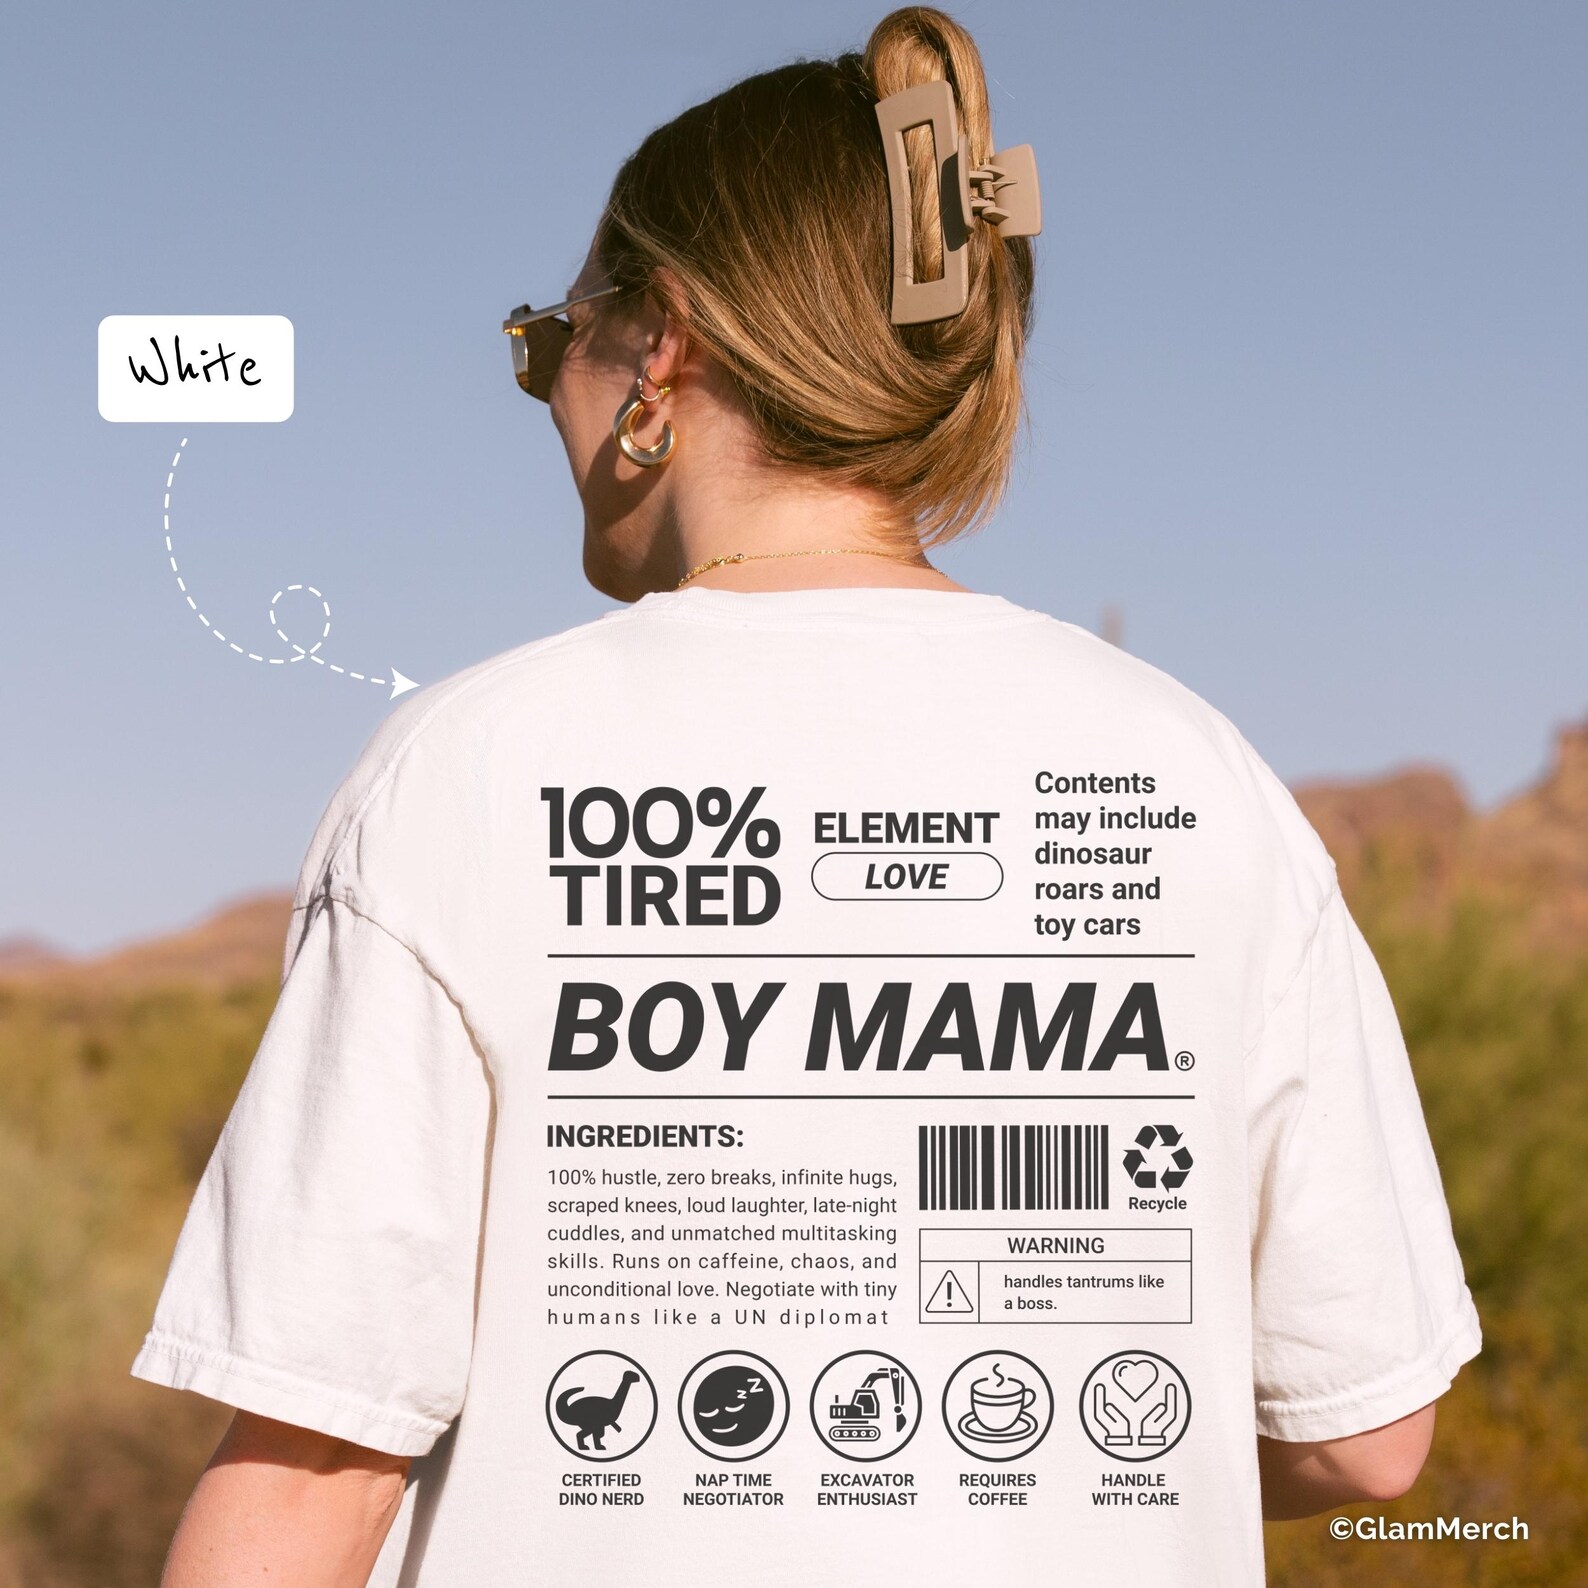 White
100%
TIRED
ELEMENT
LOVE
Contents
may include
dinosaur
roars and
toy cars
BOY MAMA®
INGREDIENTS:
100% hustle, zero breaks, infinite hugs,
scraped knees, loud laughter, late-night
cuddles, and unmatched multitasking
skills. Runs on caffeine, chaos, and
unconditional love. Negotiate with tiny
humans like a UN diplomat
Recycle
WARNING
handles tantrums like
a boss.
zzZ
CERTIFIED
DINO NERD
NAP TIME
NEGOTIATOR
EXCAVATOR
ENTHUSIAST
REQUIRES
COFFEE
HANDLE
WITH CARE
©GlamMerch